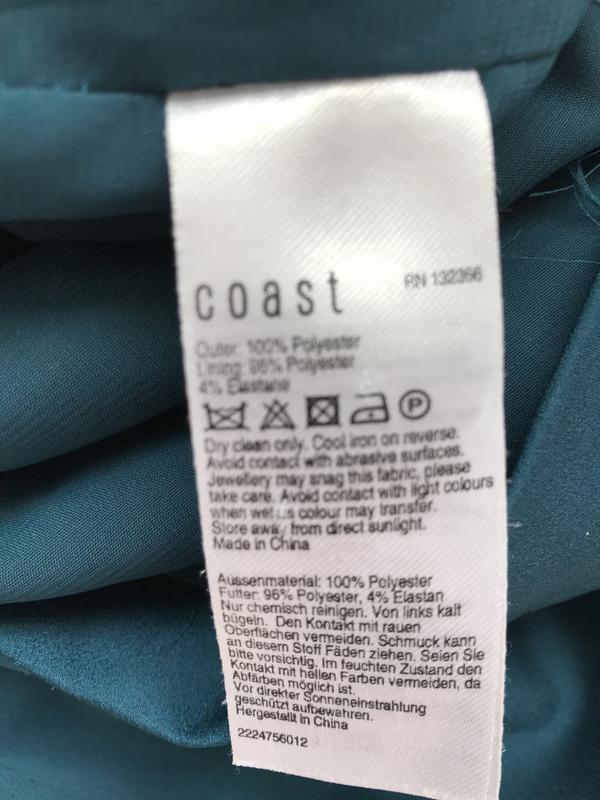 coast
RN 132366
Outer: 100% Polyester
Lining: 96% Polyester
4% Elastane
P
Dry clean only. Cool iron on reverse.
Avoid contact with abrasive surfaces.
Jewellery may snag this fabric, please
take care. Avoid contact with light colours
when wet as colour may transfer.
Store away from direct sunlight.
Made in China
Aussenmaterial: 100% Polyester
Futter: 96% Polyester, 4% Elastan
Nur chemisch reinigen. Von links kalt
bügeln. Den Kontakt mit rauen
Oberflächen vermeiden. Schmuck kann
an diesem Stoff Fäden ziehen. Seien Sie
bitte vorsichtig. Im feuchten Zustand den
Kontakt mit hellen Farben vermeiden, da
Abfärben möglich ist.
Vor direkter Sonneneinstrahlung
geschützt aufbewahren.
Hergestellt in China
2224756012